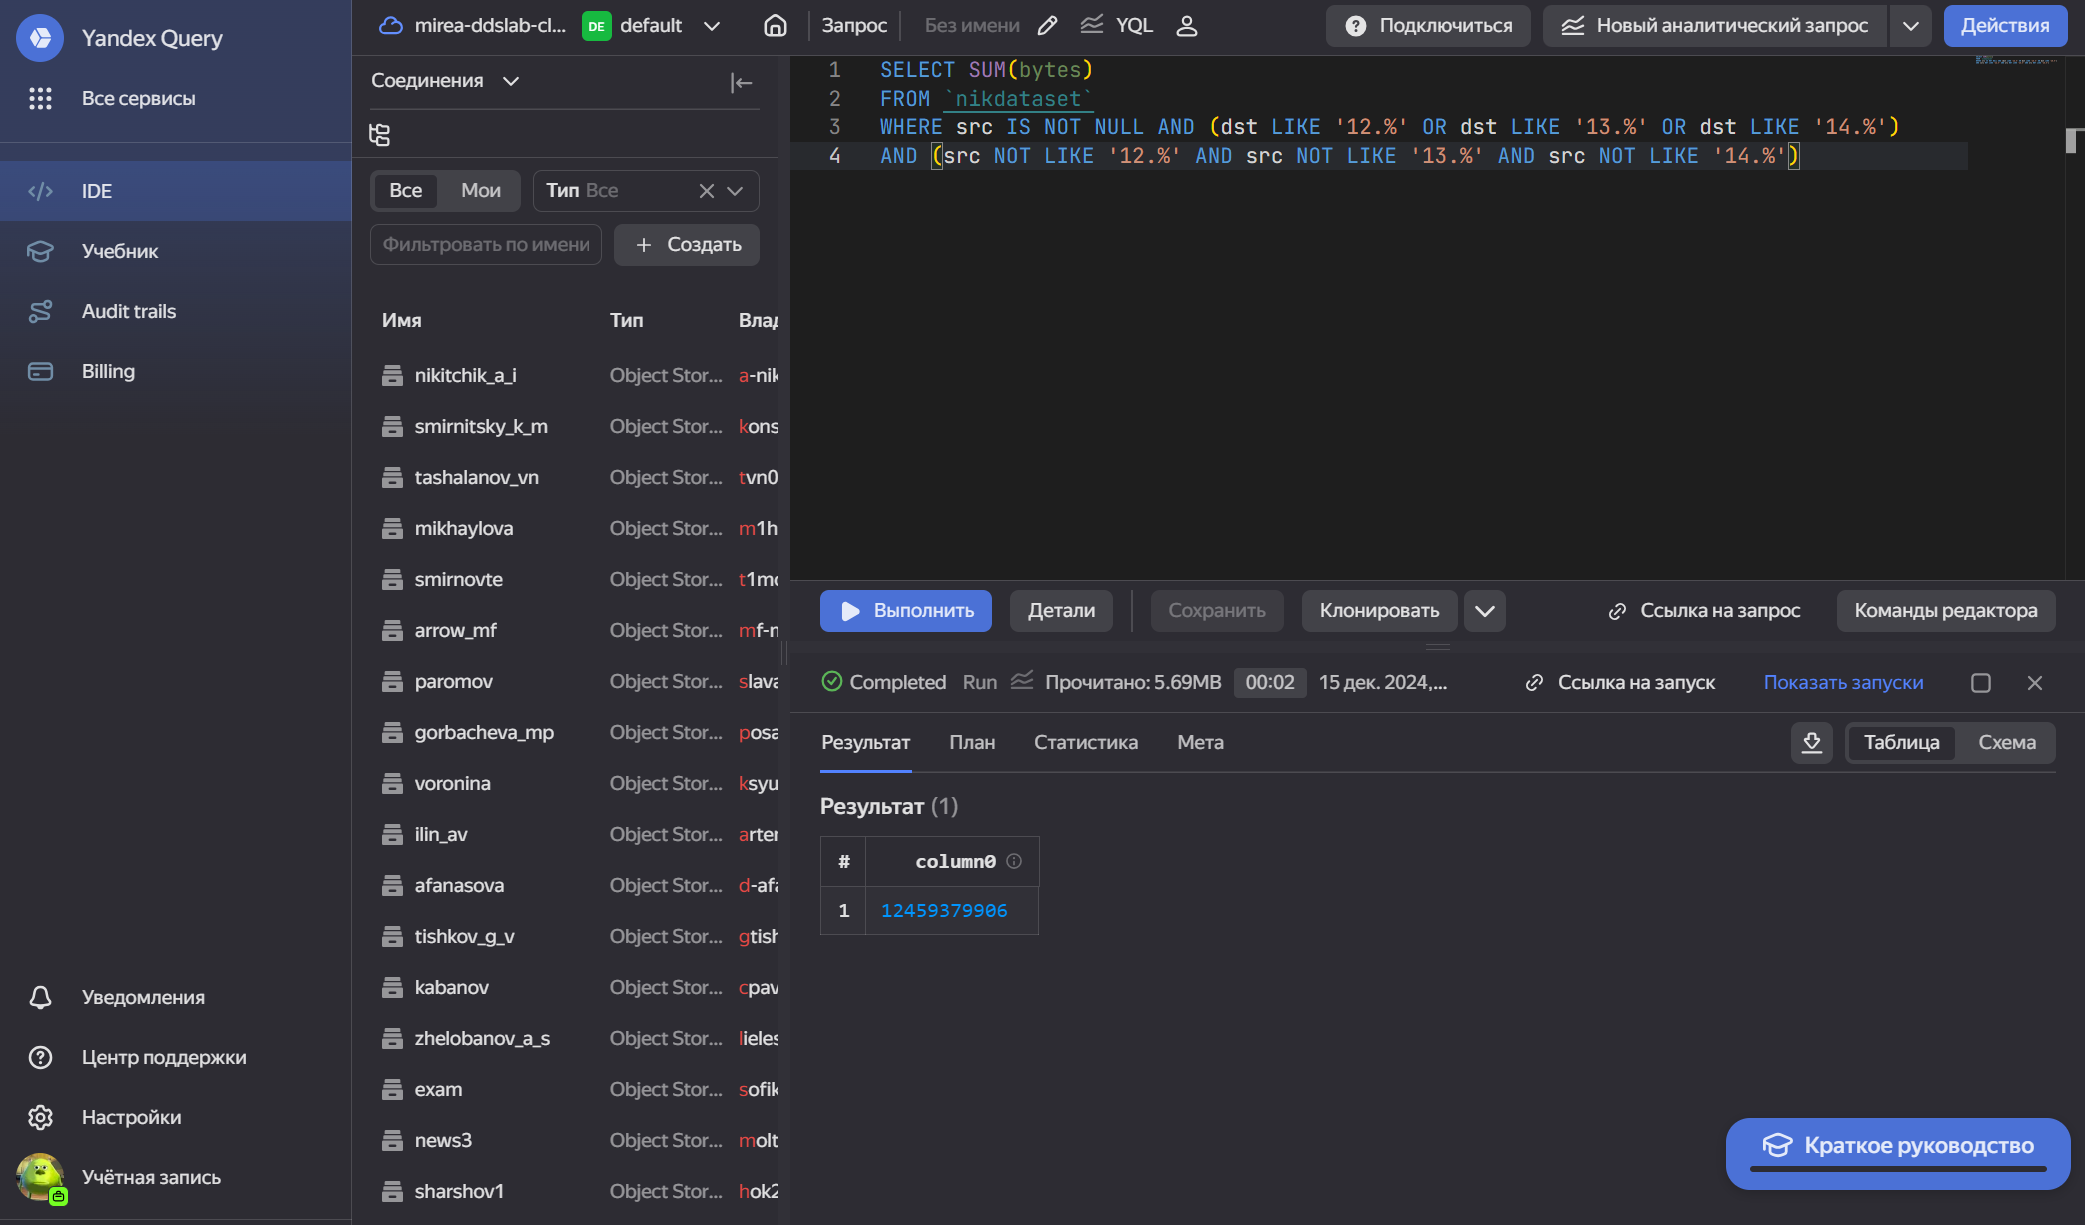 Yandex Query
Все сервисы
IDE
Учебник
Audit trails
Billing
Уведомления
Центр поддержки
Настройки
Учётная запись
mirea-ddslab-cl... DE default Запрос Без имени YQL Подключиться Новый аналитический запрос Действия
Соединения
Все Мои Тип Все
Фильтровать по имени + Создать
Имя Тип Влад
nikitchik_a_i Object Stor... a-nik
smirnitsky_k_m Object Stor... kons
tashalanov_vn Object Stor... tvn0
mikhaylova Object Stor... m1h
smirnovte Object Stor... t1mo
arrow_mf Object Stor... mf-n
paromov Object Stor... slava
gorbacheva_mp Object Stor... posa
voronina Object Stor... ksyu
ilin_av Object Stor... arter
afanasova Object Stor... d-afa
tishkov_g_v Object Stor... gtish
kabanov Object Stor... cpav
zhelobanov_a_s Object Stor... lieles
exam Object Stor... sofik
news3 Object Stor... molt
sharshov1 Object Stor... hok2
1 SELECT SUM(bytes)
2 FROM `nikdataset`
3 WHERE src IS NOT NULL AND (dst LIKE '12.%' OR dst LIKE '13.%' OR dst LIKE '14.%')
4 AND (src NOT LIKE '12.%' AND src NOT LIKE '13.%' AND src NOT LIKE '14.%')
Выполнить Детали Сохранить Клонировать Ссылка на запрос Команды редактора
Completed Run Прочитано: 5.69MB 00:02 15 дек. 2024,... Ссылка на запуск Показать запуски
Результат План Статистика Мета Таблица Схема
Результат (1)
# column0
1 12459379906
Краткое руководство